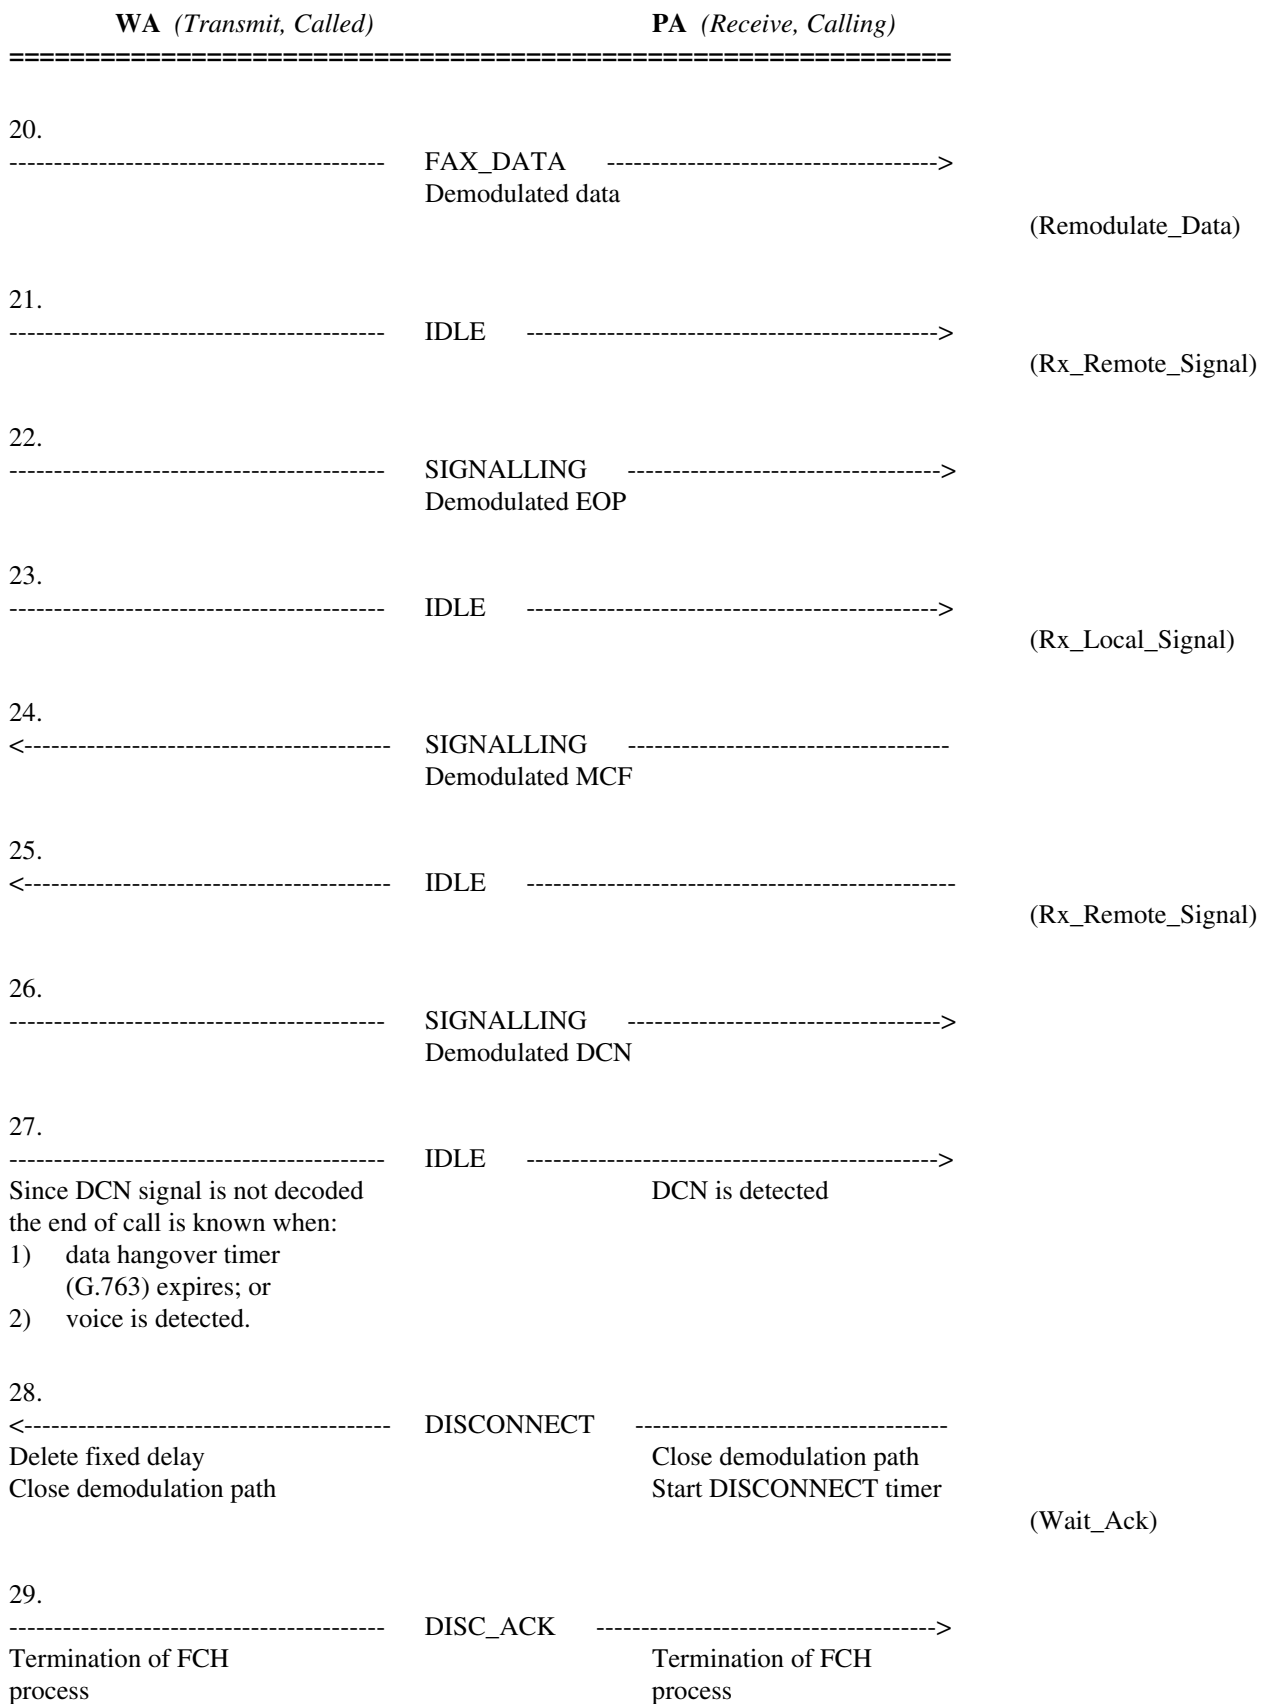 WA (Transmit, Called) PA (Receive, Calling)
==============================================================
20.
------------------------------------------ FAX_DATA ------------------------------------->
Demodulated data
(Remodulate_Data)
21.
------------------------------------------ IDLE ---------------------------------------------->
(Rx_Remote_Signal)
22.
------------------------------------------ SIGNALLING ----------------------------------->
Demodulated EOP
23.
------------------------------------------ IDLE ---------------------------------------------->
(Rx_Local_Signal)
24.
<----------------------------------------- SIGNALLING ------------------------------------
Demodulated MCF
25.
<----------------------------------------- IDLE ------------------------------------------------
(Rx_Remote_Signal)
26.
------------------------------------------ SIGNALLING ----------------------------------->
Demodulated DCN
27.
------------------------------------------ IDLE ---------------------------------------------->
Since DCN signal is not decoded DCN is detected
the end of call is known when:
1) data hangover timer
(G.763) expires; or
2) voice is detected.
28.
<----------------------------------------- DISCONNECT -----------------------------------
Delete fixed delay Close demodulation path
Close demodulation path Start DISCONNECT timer
(Wait_Ack)
29.
------------------------------------------ DISC_ACK -------------------------------------->
Termination of FCH Termination of FCH
process process